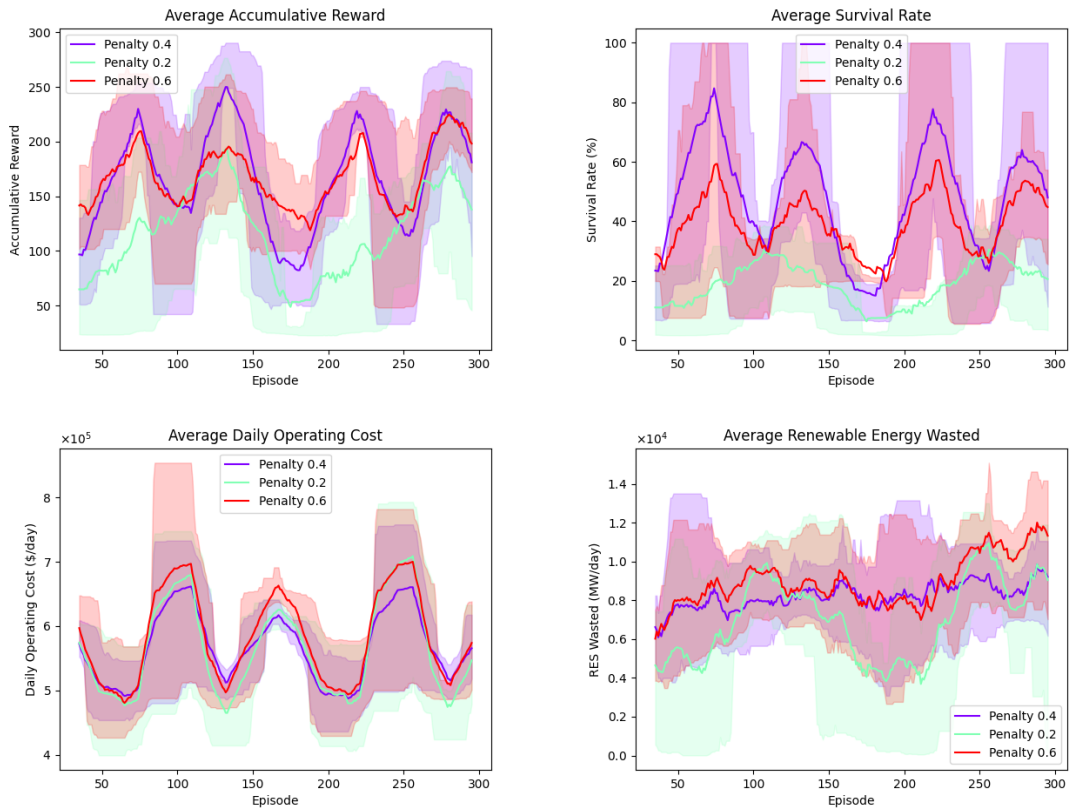 Average Accumulative Reward
Accumulative Reward
300
250
200
150
100
50
Penalty 0.4
Penalty 0.2
Penalty 0.6
50 100 150 200 250 300
Episode
Average Survival Rate
Survival Rate (%)
100
80
60
40
20
0
Penalty 0.4
Penalty 0.2
Penalty 0.6
50 100 150 200 250 300
Episode
Average Daily Operating Cost
×10⁵
Daily Operating Cost ($/day)
8
7
6
5
4
Penalty 0.4
Penalty 0.2
Penalty 0.6
50 100 150 200 250 300
Episode
Average Renewable Energy Wasted
×10⁴
RES Wasted (MW/day)
1.4
1.2
1.0
0.8
0.6
0.4
0.2
0.0
Penalty 0.4
Penalty 0.2
Penalty 0.6
50 100 150 200 250 300
Episode